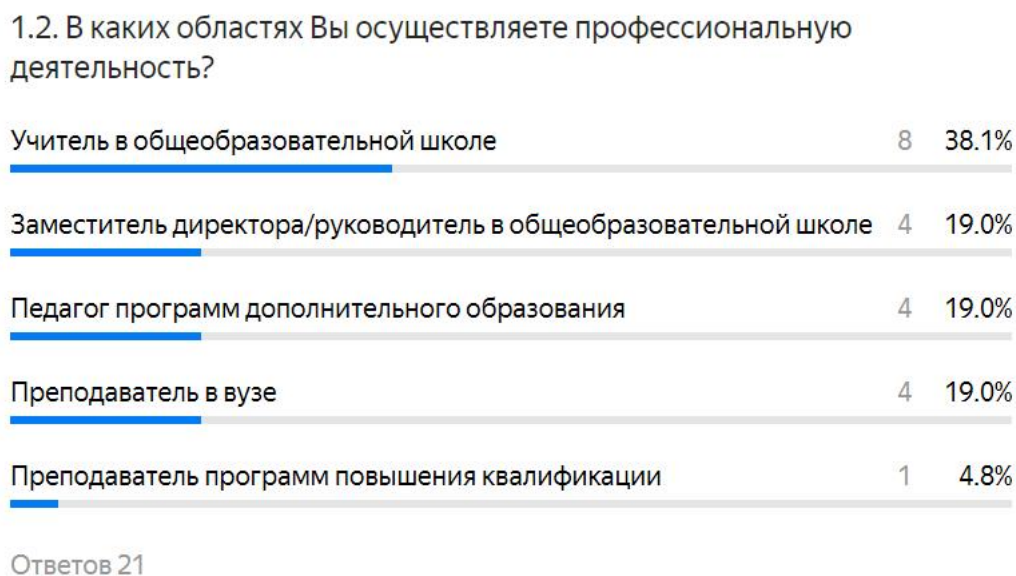 1.2. В каких областях Вы осуществляете профессиональную
деятельность?
Учитель в общеобразовательной школе 8 38.1%
Заместитель директора/руководитель в общеобразовательной школе 4 19.0%
Педагог программ дополнительного образования 4 19.0%
Преподаватель в вузе 4 19.0%
Преподаватель программ повышения квалификации 1 4.8%
Ответов 21